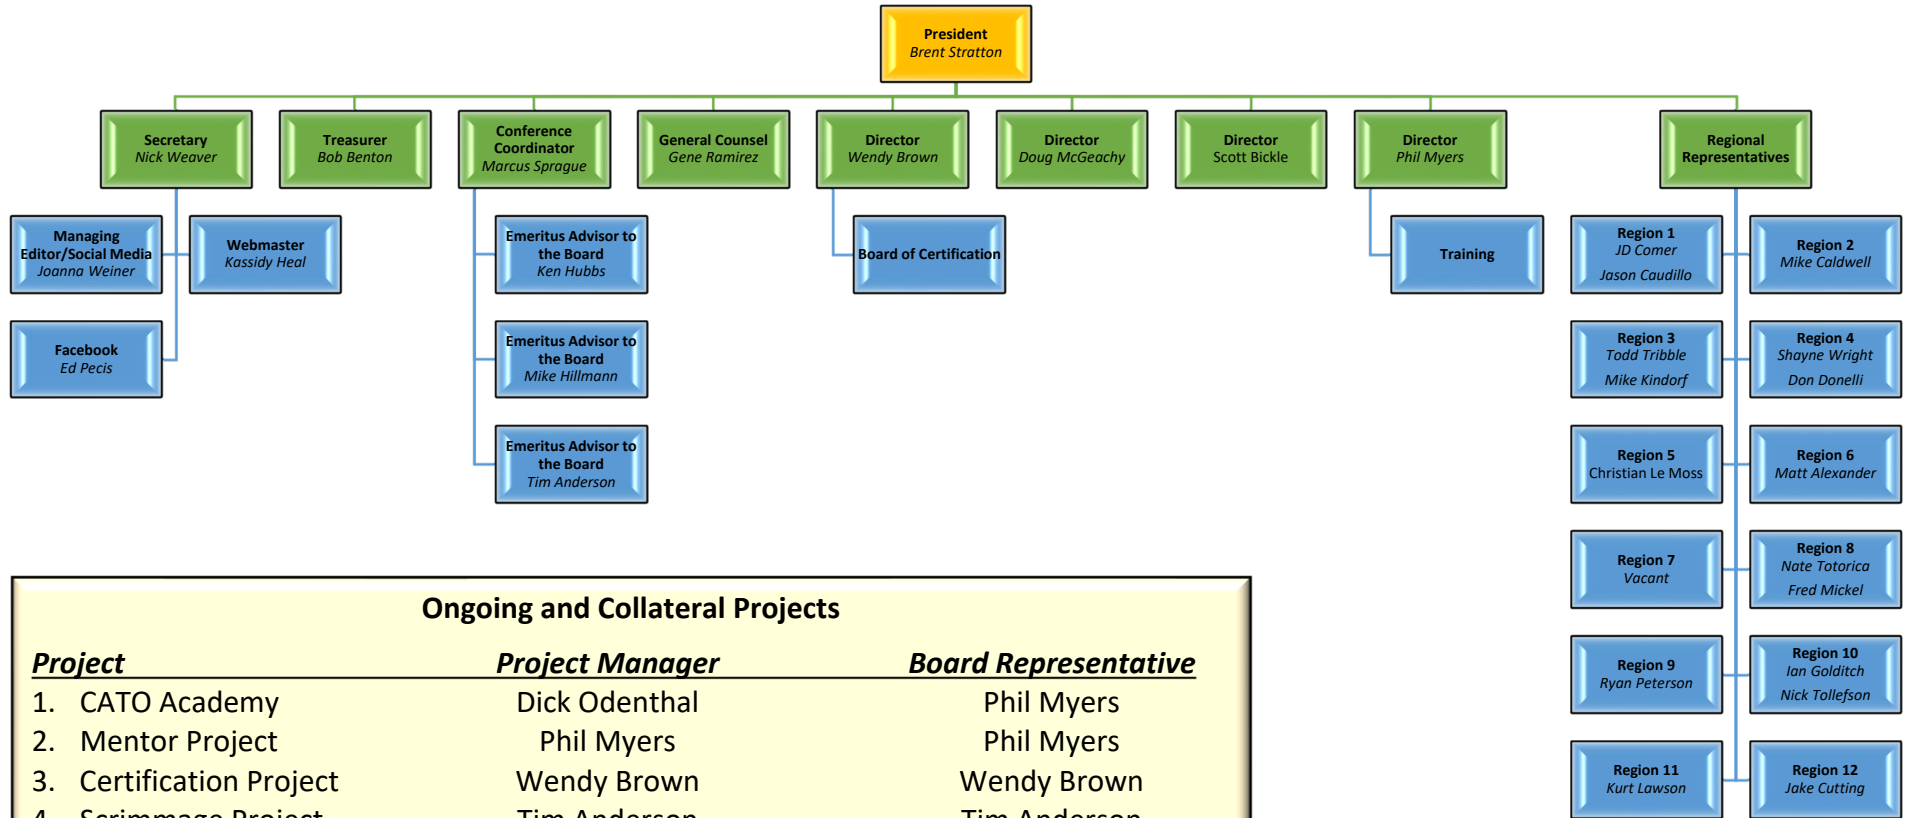 President
Brent Stratton
Secretary
Nick Weaver
Treasurer
Bob Benton
Conference
Coordinator
Marcus Sprague
General Counsel
Gene Ramirez
Director
Wendy Brown
Director
Doug McGeachy
Director
Scott Bickle
Director
Phil Myers
Regional
Representatives
Managing
Editor/Social Media
Joanna Weiner
Webmaster
Kassidy Heal
Facebook
Ed Pecis
Emeritus Advisor to
the Board
Ken Hubbs
Emeritus Advisor to
the Board
Mike Hillmann
Emeritus Advisor to
the Board
Tim Anderson
Board of Certification
Training
Region 1
JD Comer
Jason Caudillo
Region 2
Mike Caldwell
Region 3
Todd Tribble
Mike Kindorf
Region 4
Shayne Wright
Don Donelli
Region 5
Christian Le Moss
Region 6
Matt Alexander
Region 7
Vacant
Region 8
Nate Totorica
Fred Mickel
Region 9
Ryan Peterson
Region 10
Ian Golditch
Nick Tollefson
Region 11
Kurt Lawson
Region 12
Jake Cutting
Ongoing and Collateral Projects
Project Project Manager Board Representative
1. CATO Academy Dick Odenthal Phil Myers
2. Mentor Project Phil Myers Phil Myers
3. Certification Project Wendy Brown Wendy Brown
4. Scrimmage Project Tim Anderson Tim Anderson